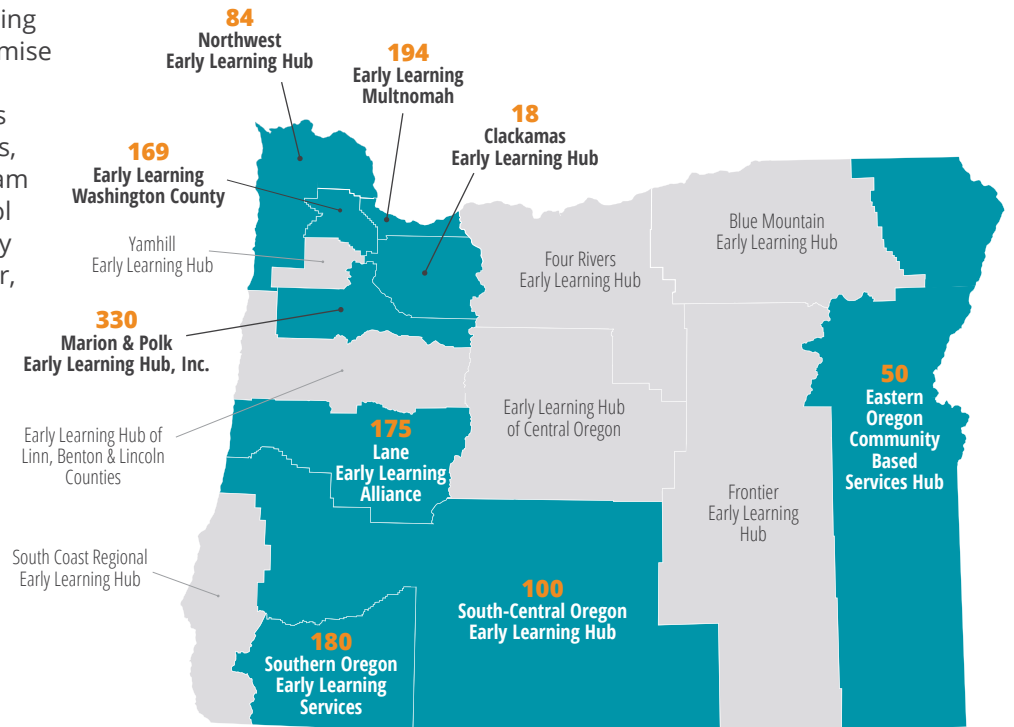 84
Northwest
Early Learning Hub
194
Early Learning
Multnomah
18
Clackamas
Early Learning Hub
169
Early Learning
Washington County
Yamhill
Early Learning Hub
330
Marion & Polk
Early Learning Hub, Inc.
Early Learning Hub of
Linn, Benton & Lincoln
Counties
South Coast Regional
Early Learning Hub
Four Rivers
Early Learning Hub
Blue Mountain
Early Learning Hub
Early Learning Hub
of Central Oregon
175
Lane
Early Learning
Alliance
50
Eastern
Oregon
Community
Based
Services Hub
Frontier
Early Learning
Hub
100
South-Central Oregon
Early Learning Hub
180
Southern Oregon
Early Learning
Services